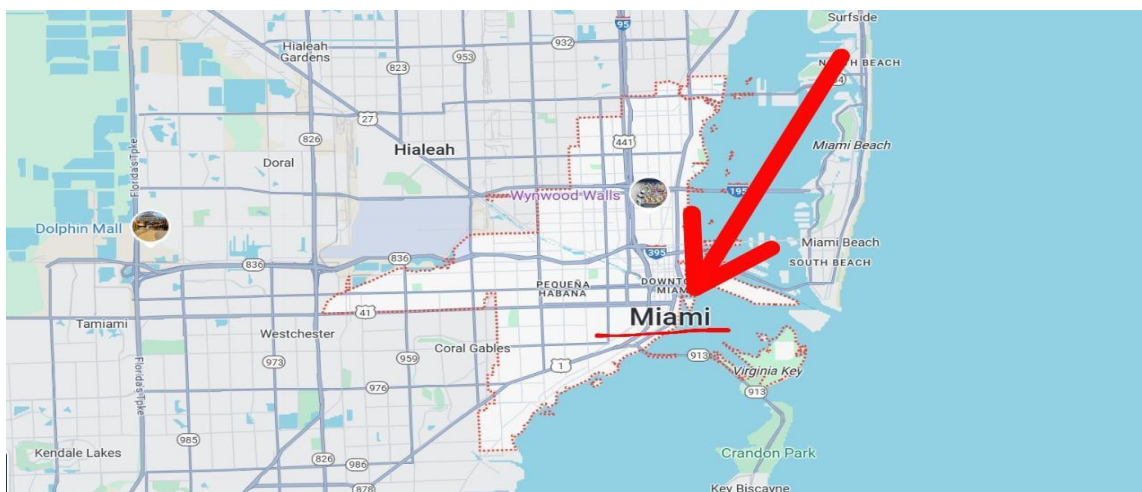 Surfside
95
932
Hialeah
Gardens
953
NORTH BEACH
823
Floridas Tpke
27
441
826
Hialeah
Miami Beach
Doral
Wynwood Walls
195
Dolphin Mall
Miami Beach
836
836
395
SOUTH BEACH
PEQUEÑA
HABANA
DOWNTOWN
MIAMI
41
Miami
Tamiami
Westchester
Coral Gables
913
973
959
1
Virginia Key
Floridas Tpke
976
913
985
Kendale Lakes
826
986
Crandon Park
878
Key Biscayne